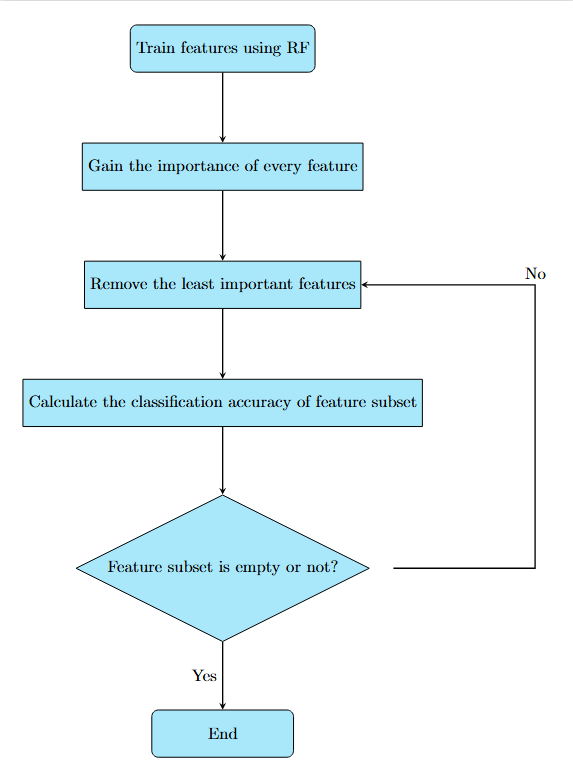 Train features using RF
Gain the importance of every feature
No
Remove the least important features
Calculate the classification accuracy of feature subset
Feature subset is empty or not?
Yes
End